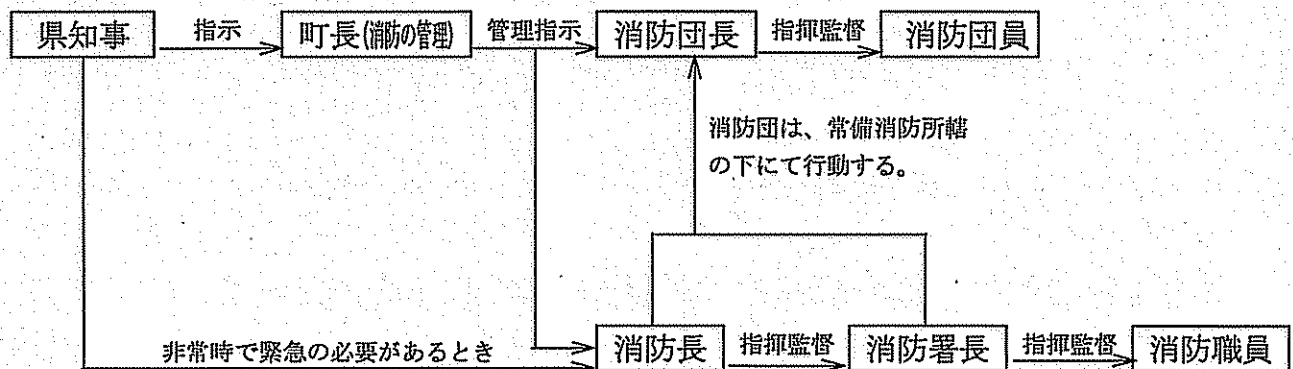 県知事
指示
町長(消防の管理)
管理指示
消防団長
指揮監督
消防団員
消防団は、常備消防所轄
の下にて行動する。
非常時で緊急の必要があるとき
消防長
指揮監督
消防署長
指揮監督
消防職員